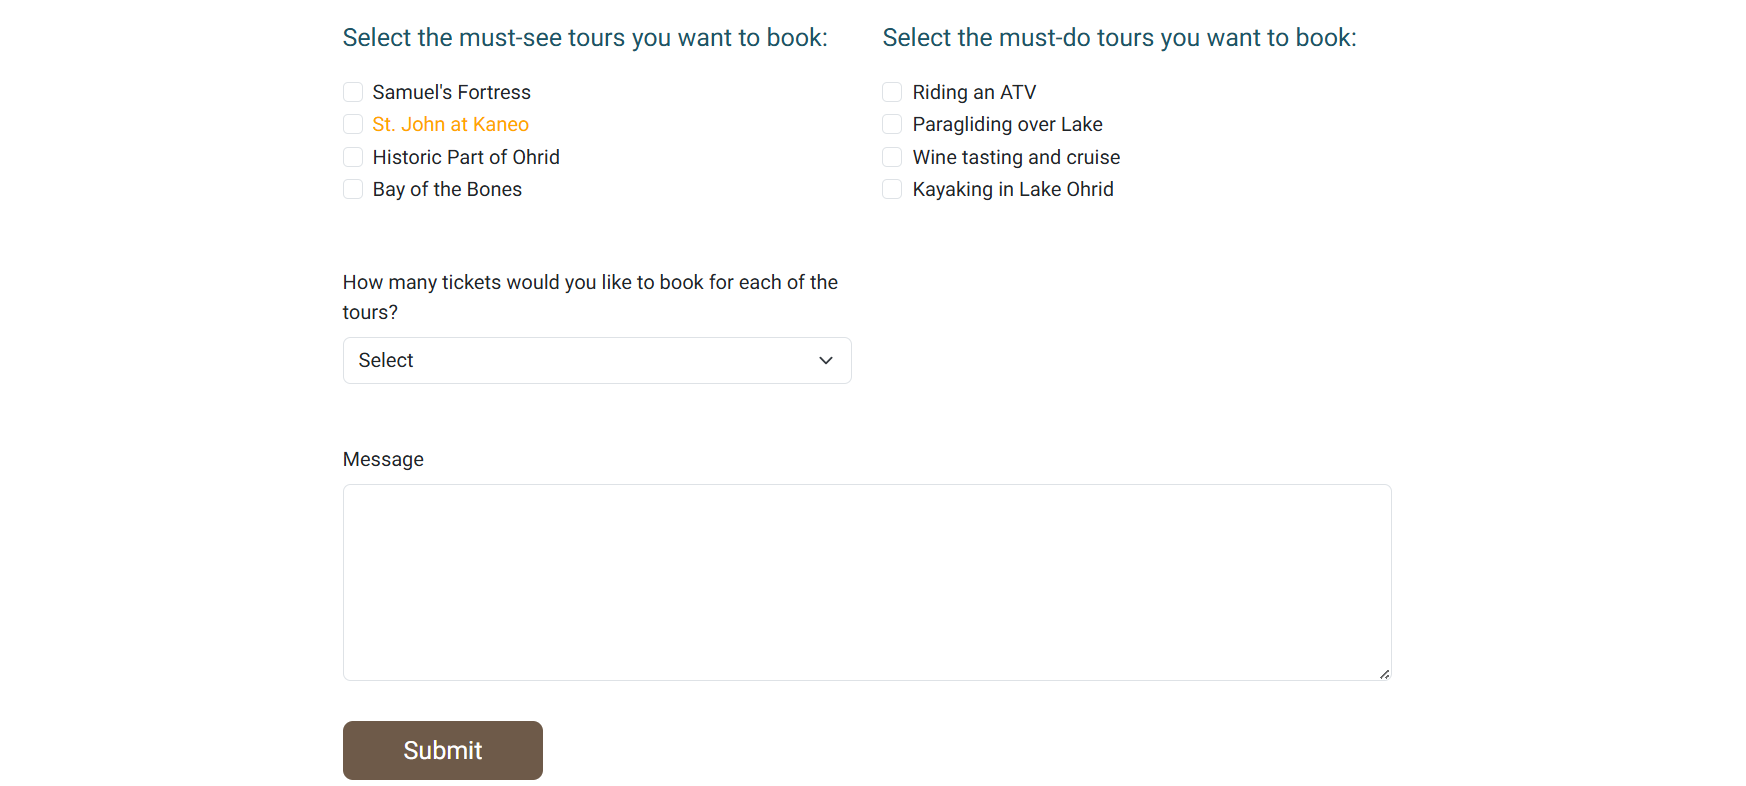 Select the must-see tours you want to book:
Samuel's Fortress
St. John at Kaneo
Historic Part of Ohrid
Bay of the Bones
Select the must-do tours you want to book:
Riding an ATV
Paragliding over Lake
Wine tasting and cruise
Kayaking in Lake Ohrid
How many tickets would you like to book for each of the
tours?
Select
Message
Submit